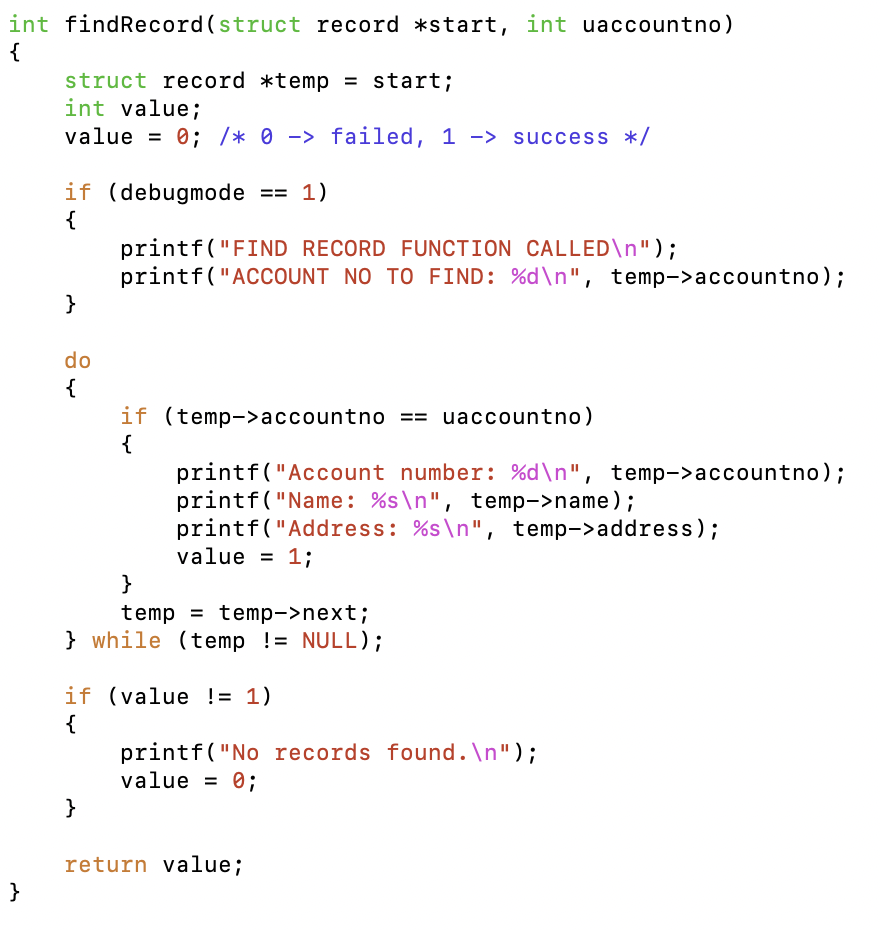 int findRecord(struct record *start, int uaccountno)
{
    struct record *temp = start;
    int value;
    value = 0; /* 0 -> failed, 1 -> success */

    if (debugmode == 1)
    {
        printf("FIND RECORD FUNCTION CALLED\n");
        printf("ACCOUNT NO TO FIND: %d\n", temp->accountno);
    }

    do
    {
        if (temp->accountno == uaccountno)
        {
            printf("Account number: %d\n", temp->accountno);
            printf("Name: %s\n", temp->name);
            printf("Address: %s\n", temp->address);
            value = 1;
        }
        temp = temp->next;
    } while (temp != NULL);

    if (value != 1)
    {
        printf("No records found.\n");
        value = 0;
    }

    return value;
}